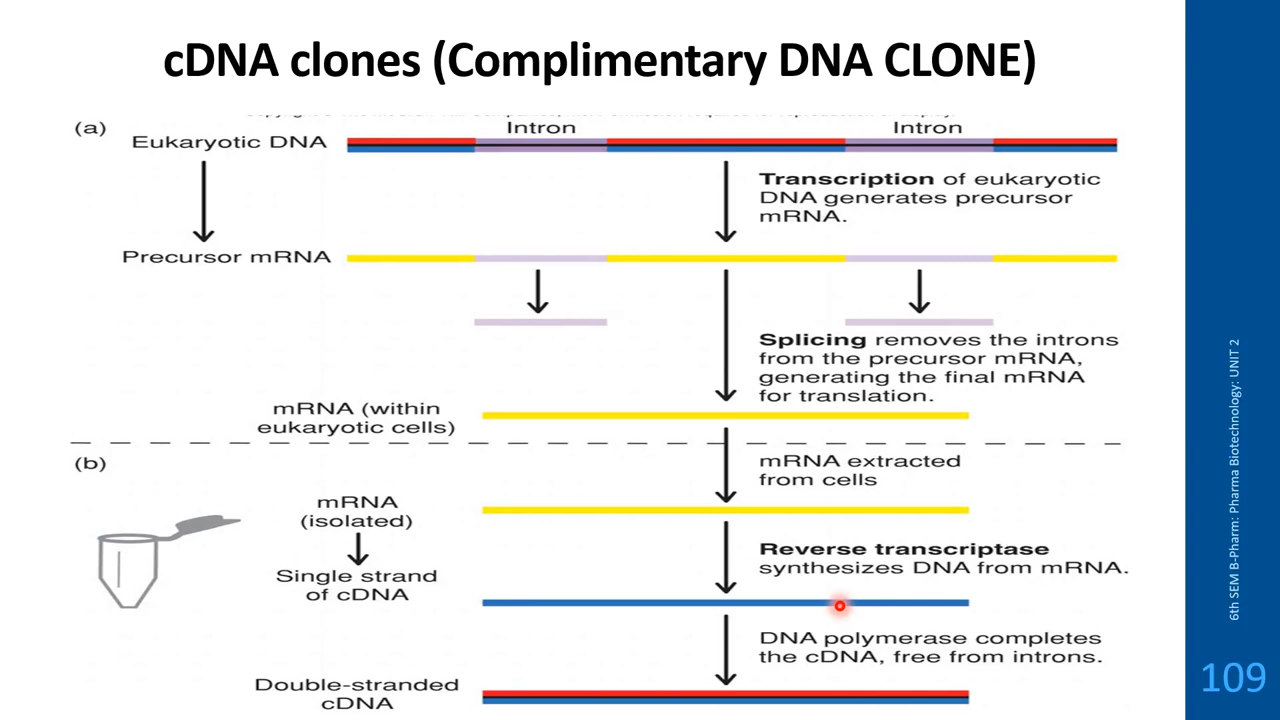 cDNA clones (Complimentary DNA CLONE)
(a)
Intron
Intron
Eukaryotic DNA
Transcription of eukaryotic
DNA generates precursor
mRNA.
Precursor mRNA
Splicing removes the introns
from the precursor mRNA,
generating the final mRNA
for translation.
mRNA (within
eukaryotic cells)
(b)
mRNA extracted
from cells
mRNA
(isolated)
Reverse transcriptase
synthesizes DNA from mRNA.
Single strand
of cDNA
DNA polymerase completes
the cDNA, free from introns.
Double-stranded
cDNA
6th SEM B-Pharm: Pharma Biotechnology: UNIT 2
109